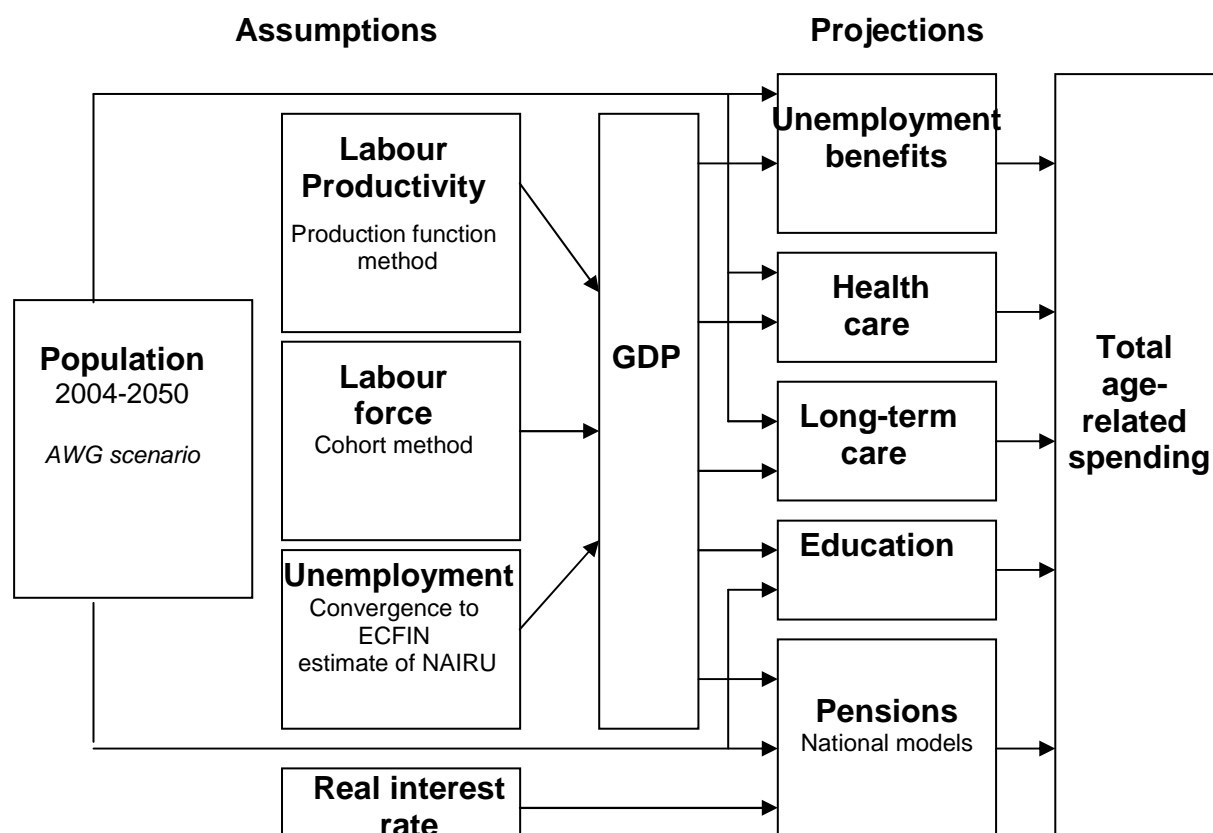 Assumptions
Projections
Population
2004-2050
AWG scenario
Labour
Productivity
Production function
method
Labour
force
Cohort method
Unemployment
Convergence to
ECFIN
estimate of NAIRU
Real interest
rate
GDP
Unemployment
benefits
Health
care
Long-term
care
Education
Pensions
National models
Total
age-
related
spending